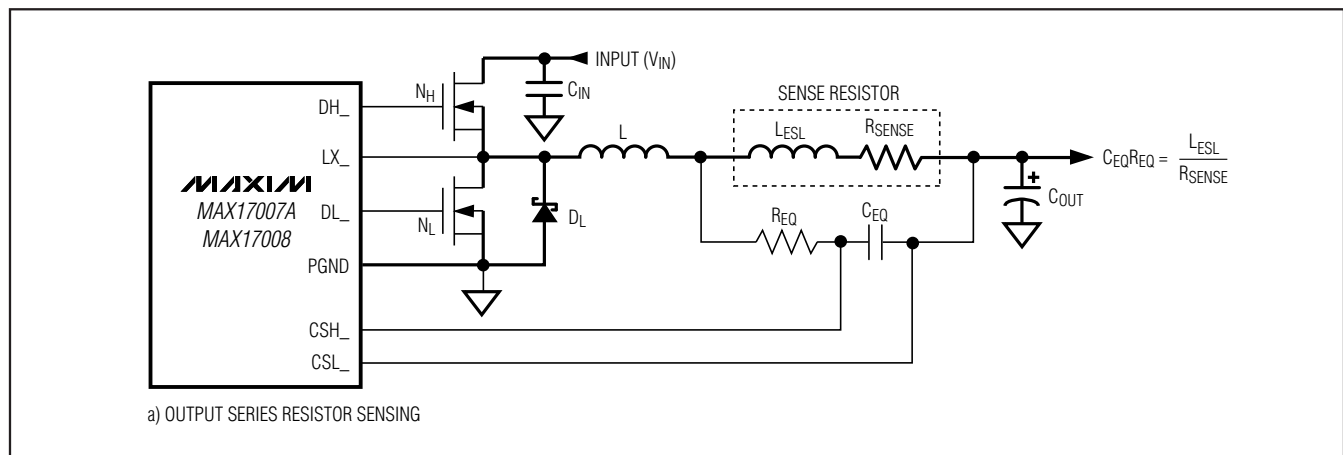 INPUT (VIN)
CIN
NH
DH_
SENSE RESISTOR
L
LESL
RSENSE
LX_
CEQREQ = LESL / RSENSE
MAXIM
MAX17007A
MAX17008
DL_
NL
DL
REQ
CEQ
+
COUT
PGND
CSH_
CSL_
a) OUTPUT SERIES RESISTOR SENSING